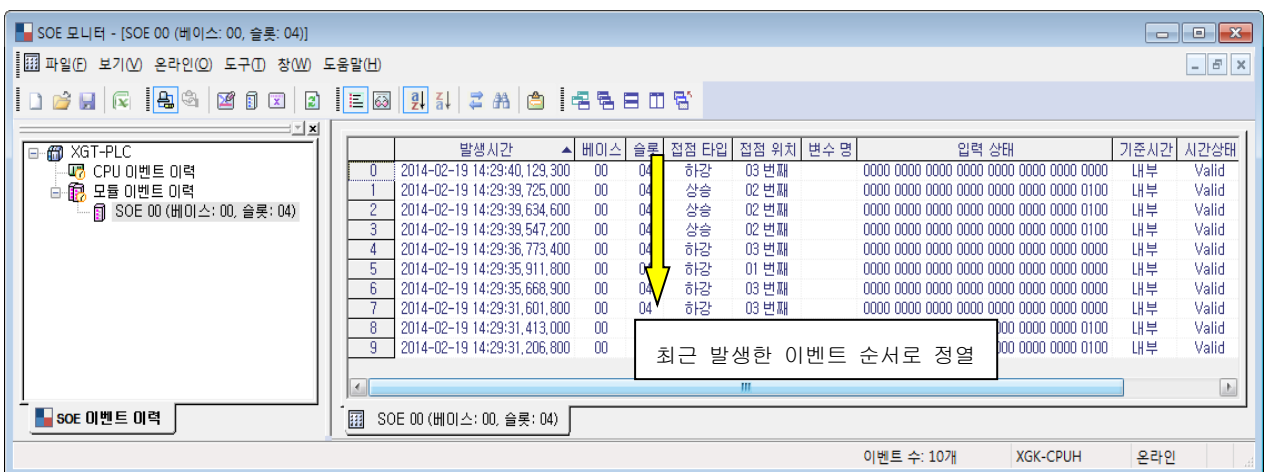 SOE 모니터 - [SOE 00 (베이스: 00, 슬롯: 04)]
파일(F) 보기(V) 온라인(O) 도구(T) 창(W) 도움말(H)
XGT-PLC
CPU 이벤트 이력
모듈 이벤트 이력
SOE 00 (베이스: 00, 슬롯: 04)
SOE 이벤트 이력
발생시간 베이스 슬롯 접점 타입 접점 위치 변수 명 입력 상태 기준시간 시간상태
0 2014-02-19 14:29:40,129,300 00 04 하강 03 번째 0000 0000 0000 0000 0000 0000 0000 0000 내부 Valid
1 2014-02-19 14:29:39,725,000 00 04 상승 02 번째 0000 0000 0000 0000 0000 0000 0000 0100 내부 Valid
2 2014-02-19 14:29:39,634,600 00 04 상승 02 번째 0000 0000 0000 0000 0000 0000 0000 0100 내부 Valid
3 2014-02-19 14:29:39,547,200 00 04 상승 02 번째 0000 0000 0000 0000 0000 0000 0000 0100 내부 Valid
4 2014-02-19 14:29:36,773,400 00 04 하강 03 번째 0000 0000 0000 0000 0000 0000 0000 0000 내부 Valid
5 2014-02-19 14:29:35,911,800 00 하강 01 번째 0000 0000 0000 0000 0000 0000 0000 0000 내부 Valid
6 2014-02-19 14:29:35,668,900 00 04 하강 03 번째 0000 0000 0000 0000 0000 0000 0000 0000 내부 Valid
7 2014-02-19 14:29:31,601,800 00 04 하강 03 번째 0000 0000 0000 0000 0000 0000 0000 0000 내부 Valid
8 2014-02-19 14:29:31,413,000 00 0000 0000 0100 내부 Valid
9 2014-02-19 14:29:31,206,800 00 0000 0000 0100 내부 Valid
최근 발생한 이벤트 순서로 정열
SOE 00 (베이스: 00, 슬롯: 04)
이벤트 수: 10개 XGK-CPUH 온라인